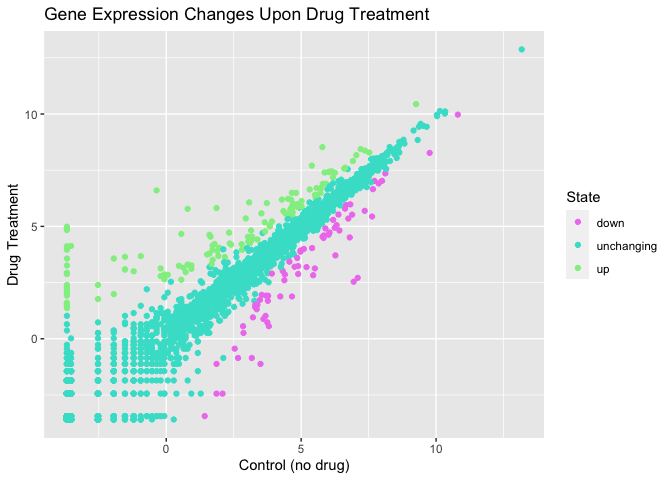 Gene Expression Changes Upon Drug Treatment
Drug Treatment
10
5
0
0 5 10
Control (no drug)
State
down
unchanging
up